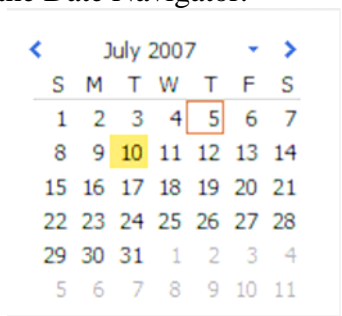 the Date Navigator.
July 2007
S M T W T F S
1 2 3 4 5 6 7
8 9 10 11 12 13 14
15 16 17 18 19 20 21
22 23 24 25 26 27 28
29 30 31 1 2 3 4
5 6 7 8 9 10 11